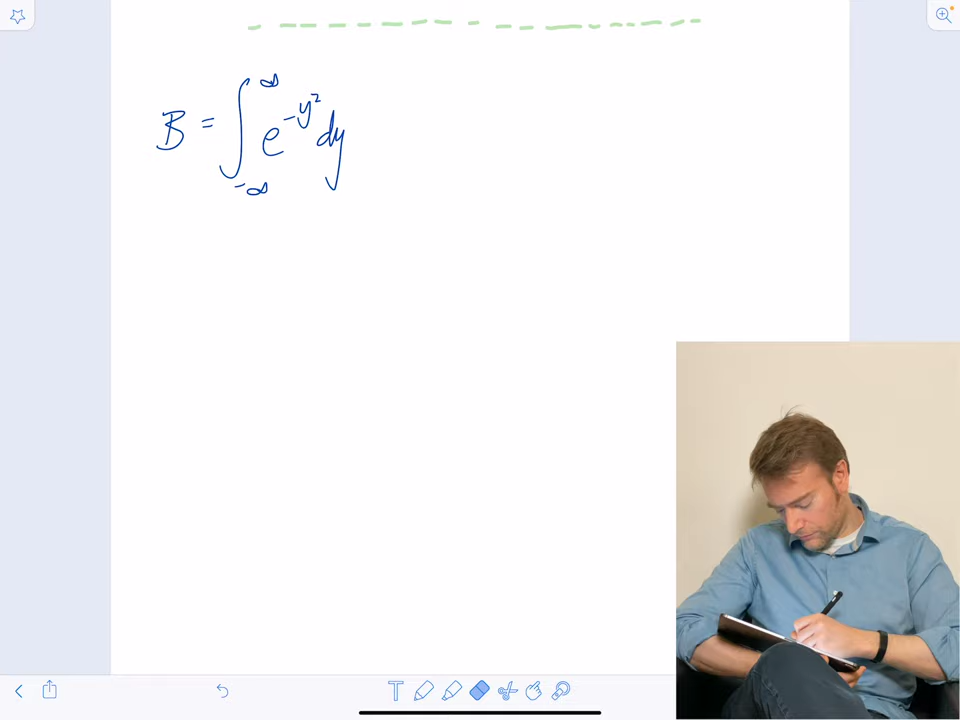 B = ∫_{-∞}^{∞} e^{-y²} dy